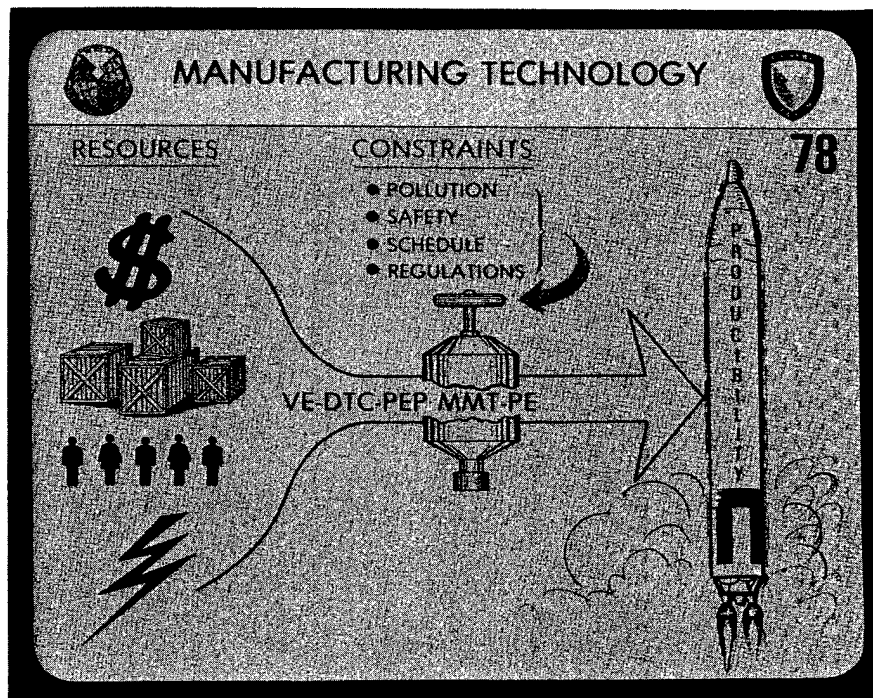 MANUFACTURING TECHNOLOGY
78
RESOURCES
CONSTRAINTS
● POLLUTION
● SAFETY
● SCHEDULE
● REGULATIONS
$
VE-DTC-PEP MMT-PE
PRODUCIBILITY